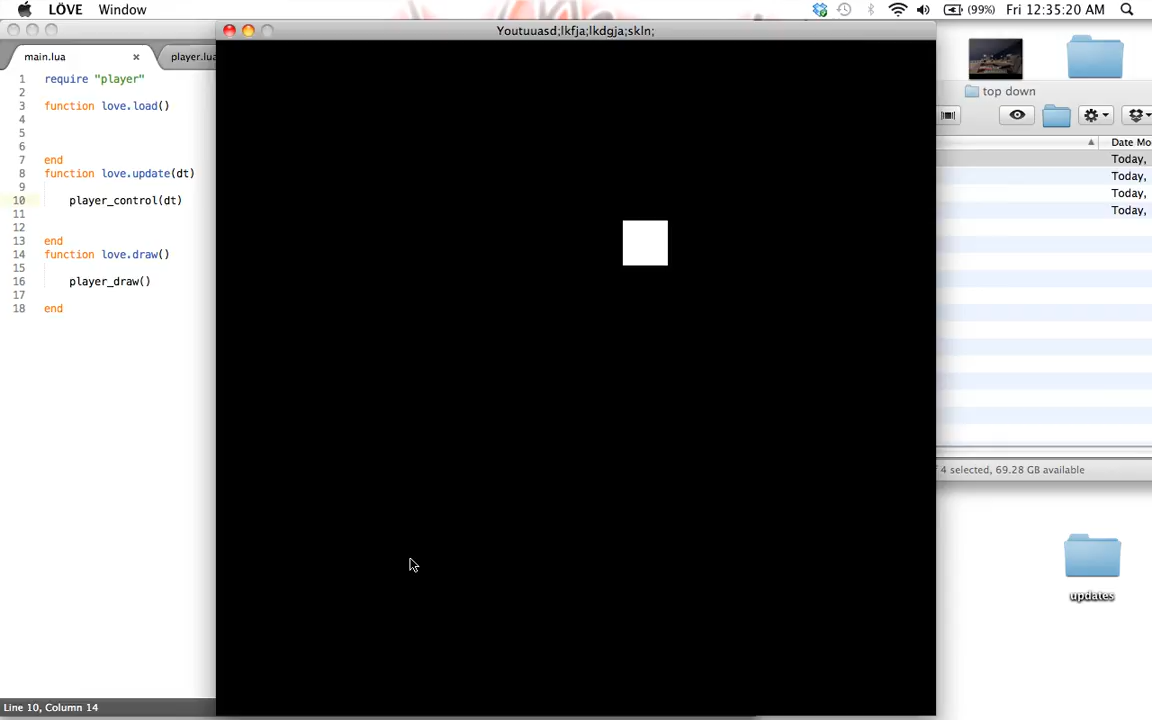 LÖVE Window (99%) Fri 12:35:20 AM
main.lua × player.lua
Youtuuasd;lkfja;lkdgja;skln;
1 require "player"
2
3 function love.load()
4
5
6
7 end
8 function love.update(dt)
9
10 player_control(dt)
11
12
13 end
14 function love.draw()
15
16 player_draw()
17
18 end
Line 10, Column 14
top down
Date Mo
Today,
Today,
Today,
Today,
4 selected, 69.28 GB available
updates